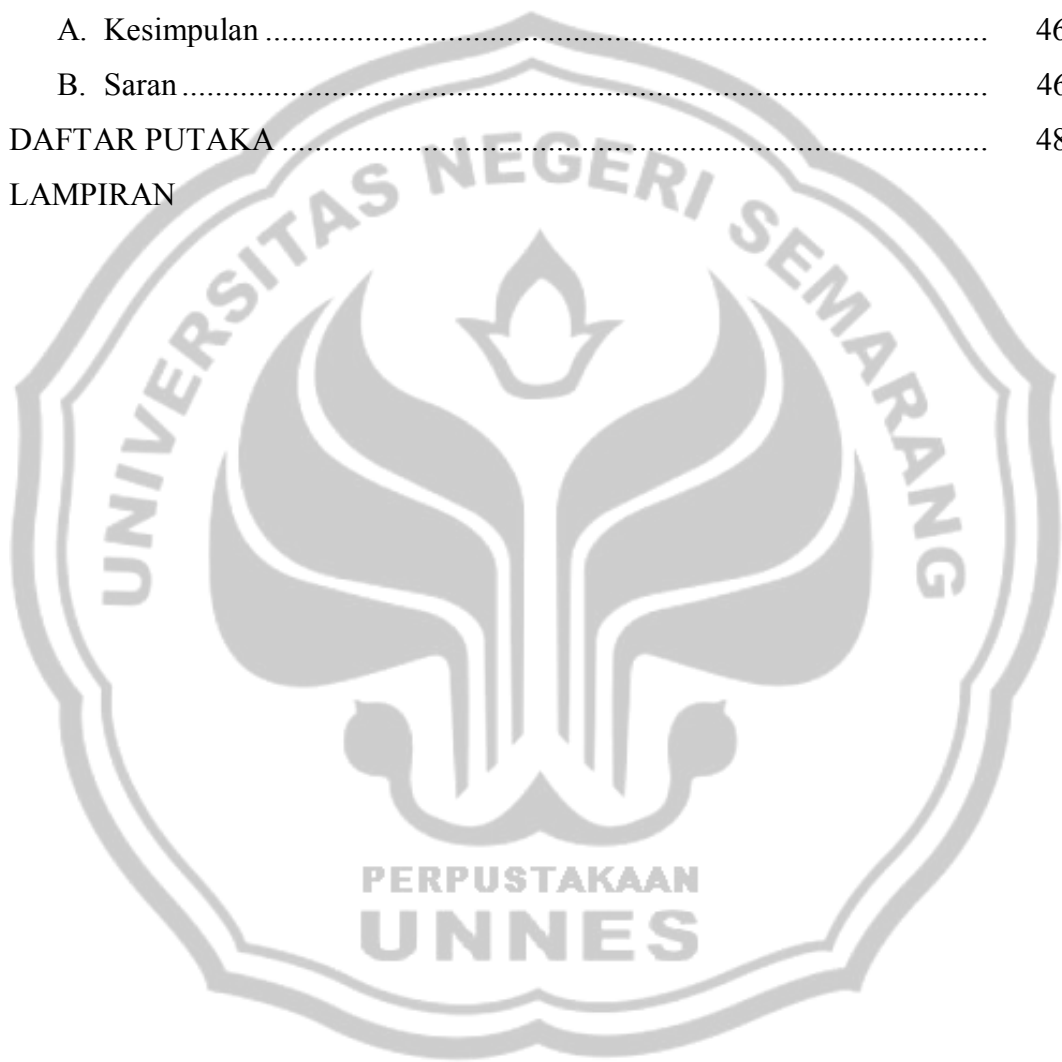 A. Kesimpulan ........................................................................................... 46
B. Saran ..................................................................................................... 46
DAFTAR PUTAKA ......................................................................................... 48
LAMPIRAN
UNIVERSITAS NEGERI SEMARANG
PERPUSTAKAAN
UNNES